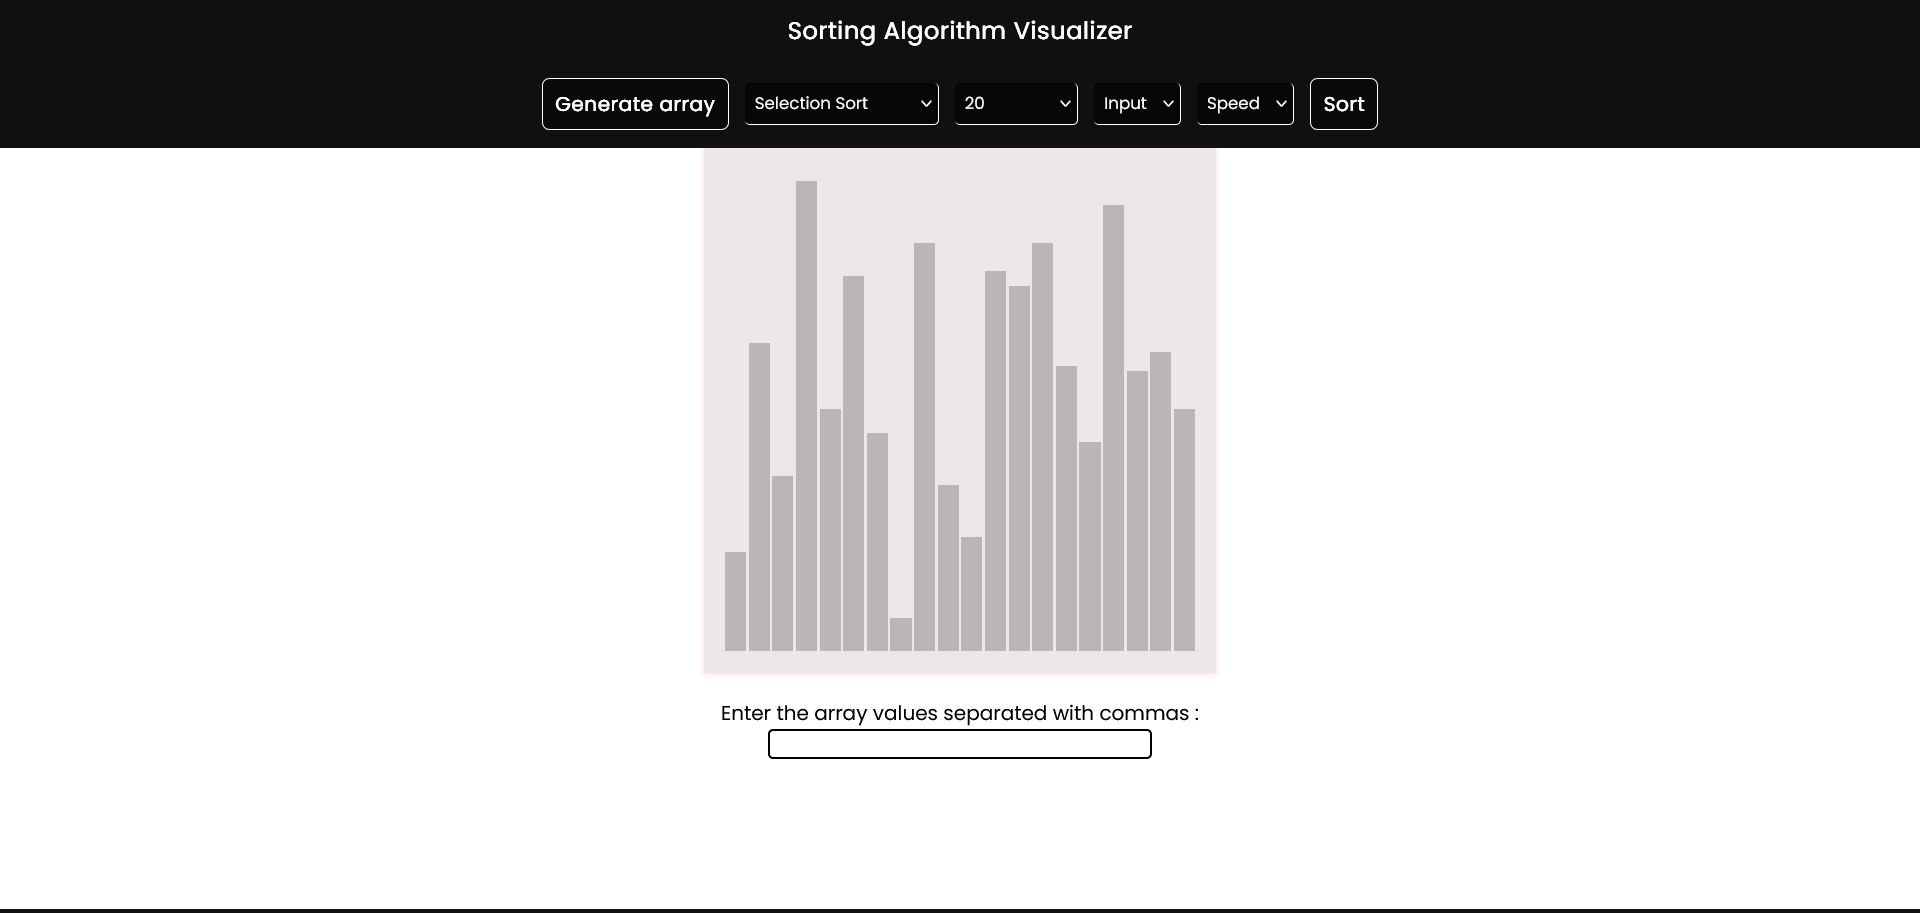 Sorting Algorithm Visualizer
Generate array Selection Sort 20 Input Speed Sort
Enter the array values separated with commas :